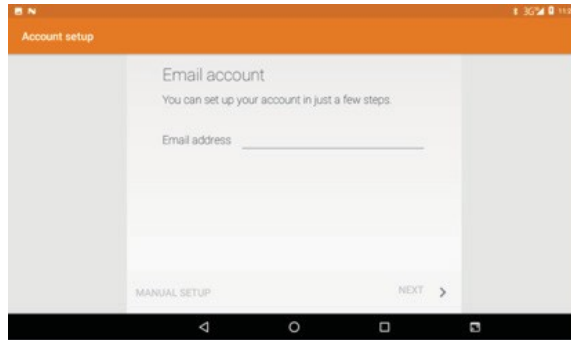 3G
Account setup
Email account
You can set up your account in just a few steps.
Email address
MANUAL SETUP
NEXT